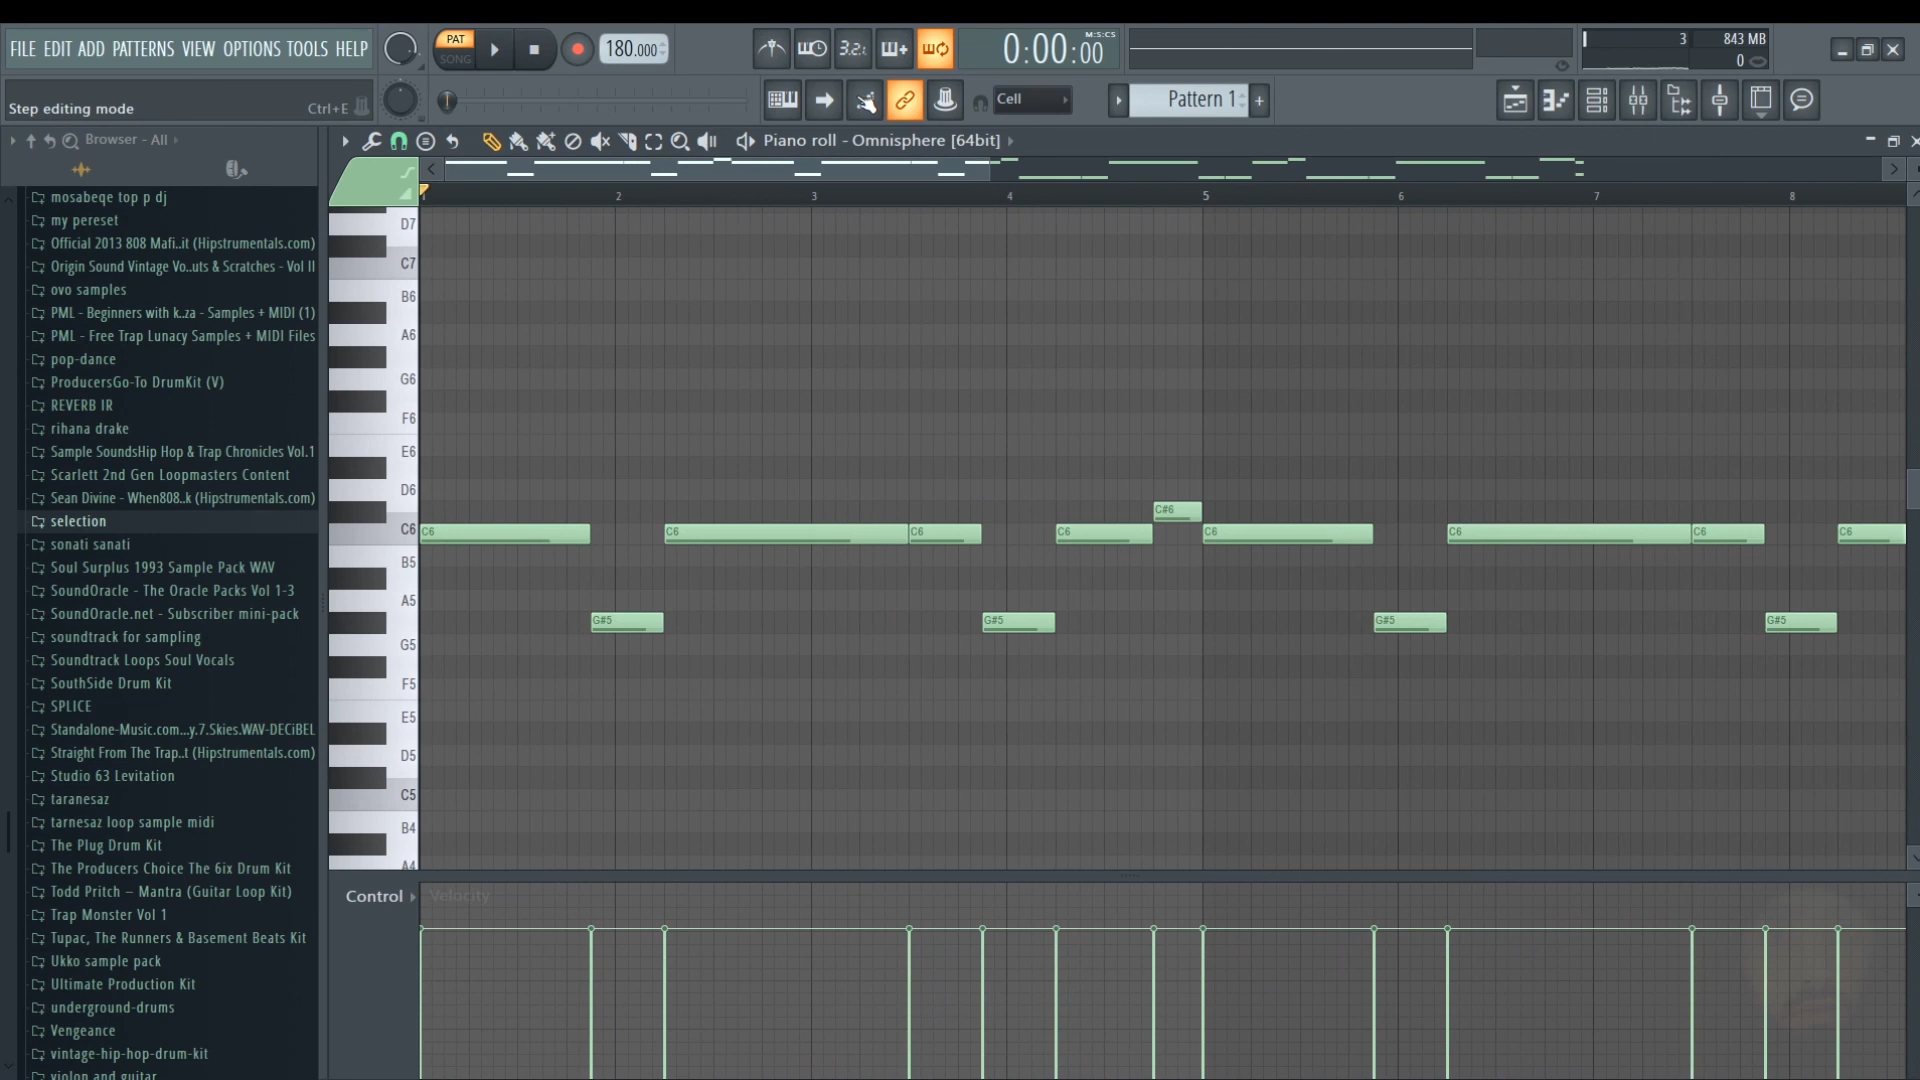 FILE EDIT ADD PATTERNS VIEW OPTIONS TOOLS HELP
PAT
SONG
180.000
3.2.
0:00:00
M:S:CS
3
843 MB
0
Step editing mode Ctrl+E
Cell
Pattern 1
+
Browser - All
Piano roll - Omnisphere [64bit]
mosabeqe top p dj
my pereset
Official 2013 808 Mafi..it (Hipstrumentals.com)
Origin Sound Vintage Vo..uts & Scratches - Vol II
ovo samples
PML - Beginners with k..za - Samples + MIDI (1)
PML - Free Trap Lunacy Samples + MIDI Files
pop-dance
ProducersGo-To DrumKit (V)
REVERB IR
rihana drake
Sample SoundsHip Hop & Trap Chronicles Vol.1
Scarlett 2nd Gen Loopmasters Content
Sean Divine - When808..k (Hipstrumentals.com)
selection
sonati sanati
Soul Surplus 1993 Sample Pack WAV
SoundOracle - The Oracle Packs Vol 1-3
SoundOracle.net - Subscriber mini-pack
soundtrack for sampling
Soundtrack Loops Soul Vocals
SouthSide Drum Kit
SPLICE
Standalone-Music.com...y.7.Skies.WAV-DECiBEL
Straight From The Trap..t (Hipstrumentals.com)
Studio 63 Levitation
taranesaz
tarnesaz loop sample midi
The Plug Drum Kit
The Producers Choice The 6ix Drum Kit
Todd Pritch – Mantra (Guitar Loop Kit)
Trap Monster Vol 1
Tupac, The Runners & Basement Beats Kit
Ukko sample pack
Ultimate Production Kit
underground-drums
Vengeance
vintage-hip-hop-drum-kit
violon and guitar
1 2 3 4 5 6 7 8
D7
C7
B6
A6
G6
F6
E6
D6
C#6
C6 C6 C6 C6 C6 C6 C6 C6 C6
B5
A5
G#5 G#5 G#5 G#5
G5
F5
E5
D5
C5
B4
A4
Control Velocity